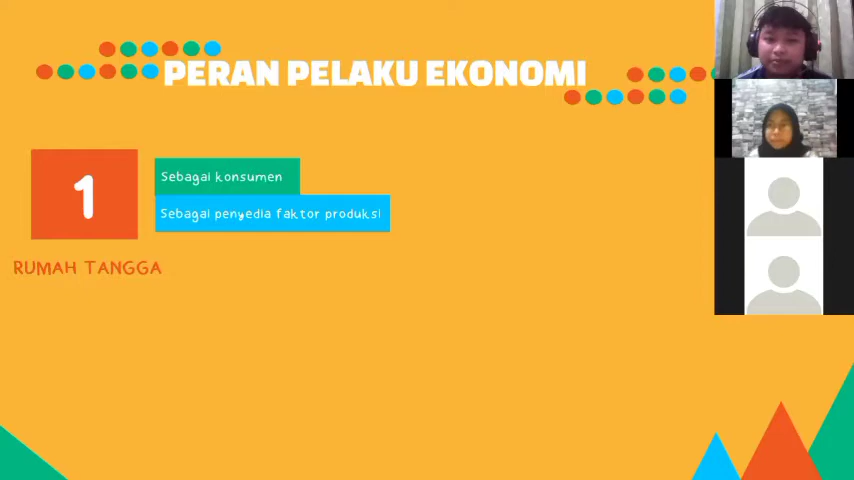 PERAN PELAKU EKONOMI
1
Sebagai konsumen
Sebagai penyedia faktor produksi
RUMAH TANGGA